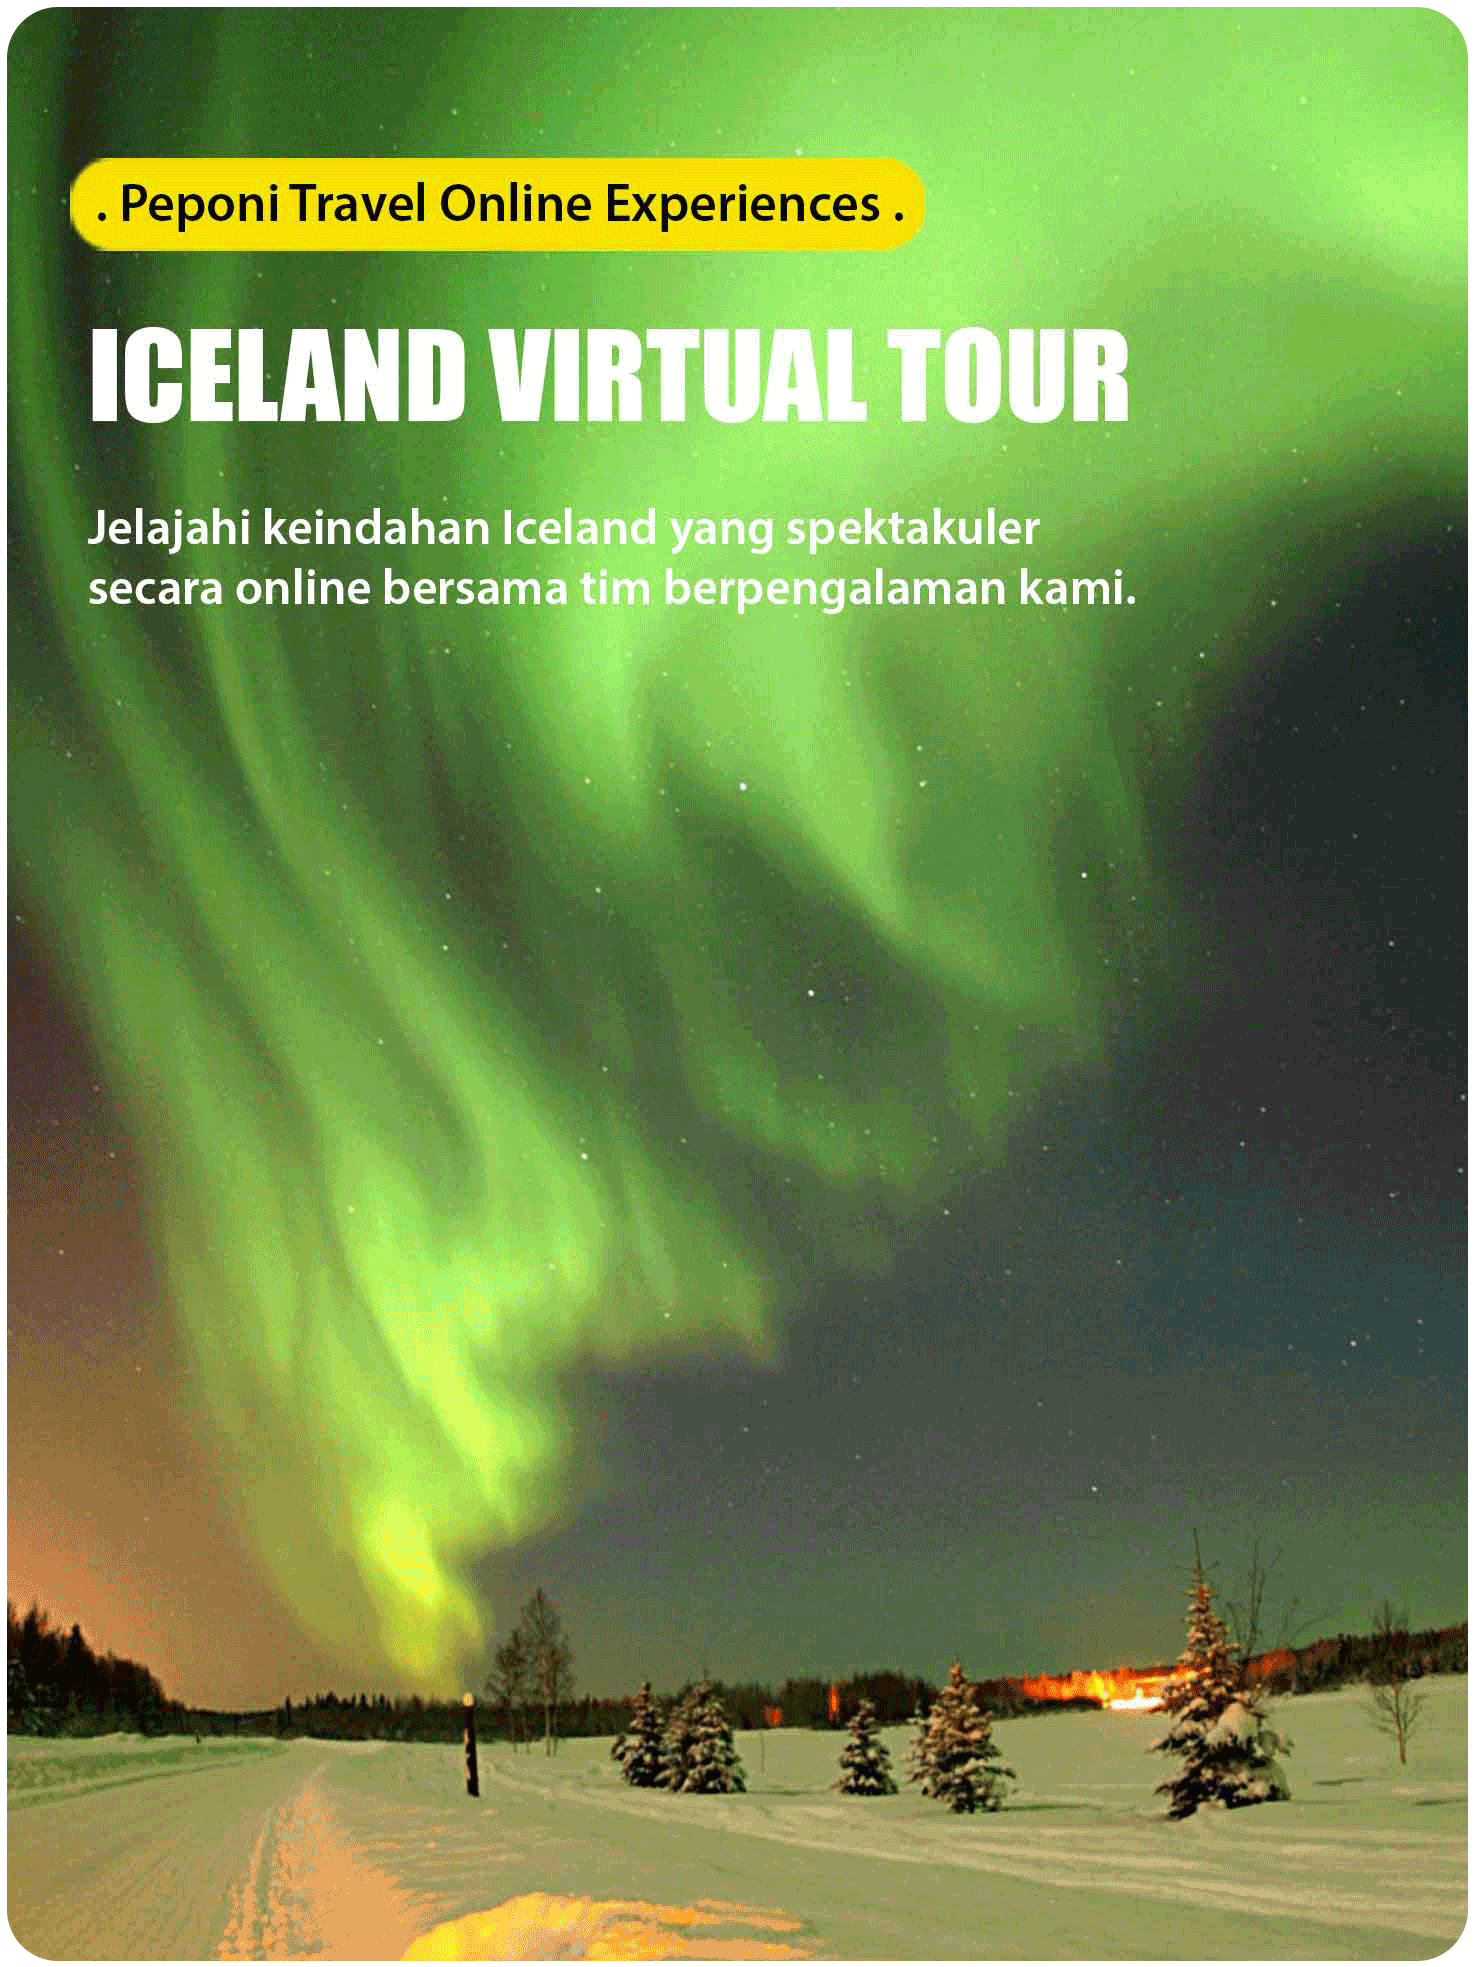 . Peponi Travel Online Experiences .
ICELAND VIRTUAL TOUR
Jelajahi keindahan Iceland yang spektakuler
secara online bersama tim berpengalaman kami.